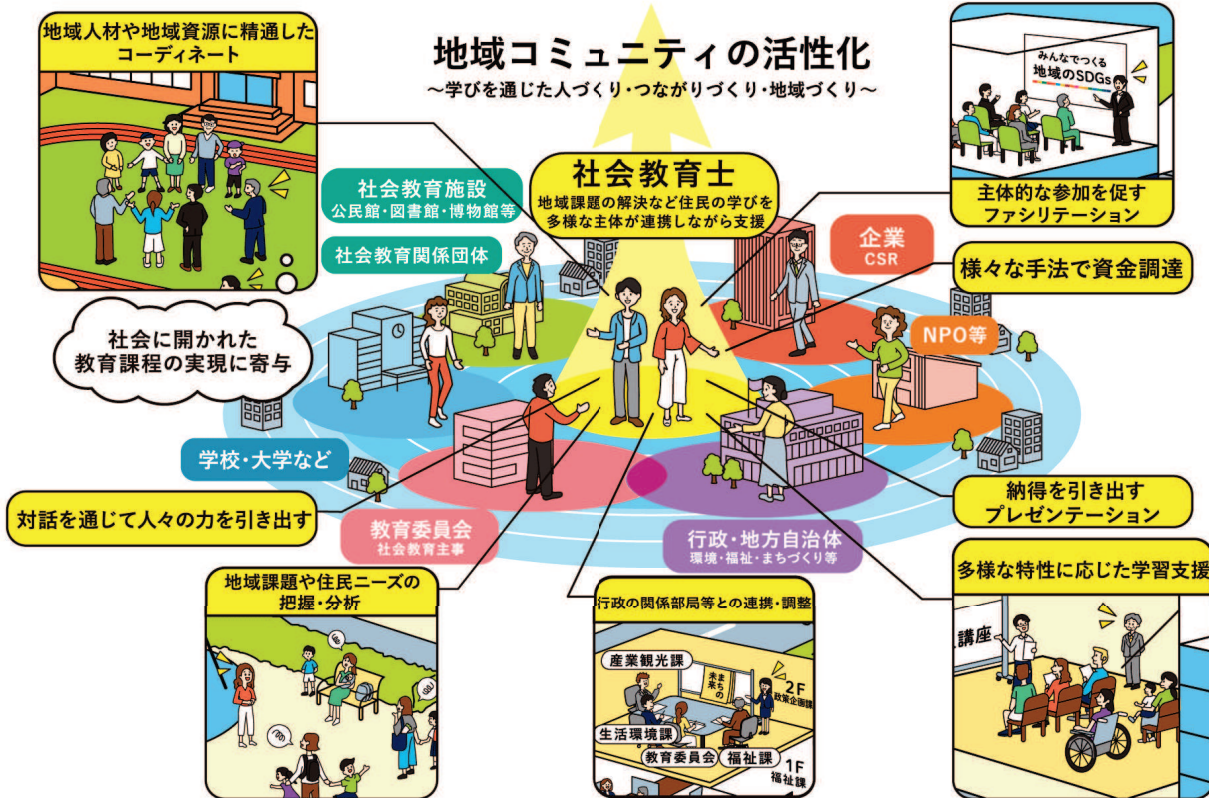 地域人材や地域資源に精通した
コーディネート
地域コミュニティの活性化
～学びを通じた人づくり・つながりづくり・地域づくり～
みんなでつくる
地域のSDGs
主体的な参加を促す
ファシリテーション
社会教育士
地域課題の解決など住民の学びを
多様な主体が連携しながら支援
社会教育施設
公民館・図書館・博物館等
社会教育関係団体
企業
CSR
様々な手法で資金調達
NPO等
社会に開かれた
教育課程の実現に寄与
学校・大学など
対話を通じて人々の力を引き出す
教育委員会
社会教育主事
行政・地方自治体
環境・福祉・まちづくり等
納得を引き出す
プレゼンテーション
地域課題や住民ニーズの
把握・分析
行政の関係部局等との連携・調整
産業観光課
まちの
未来
2F
政策企画課
生活環境課
教育委員会
福祉課
1F
福祉課
多様な特性に応じた学習支援
講座